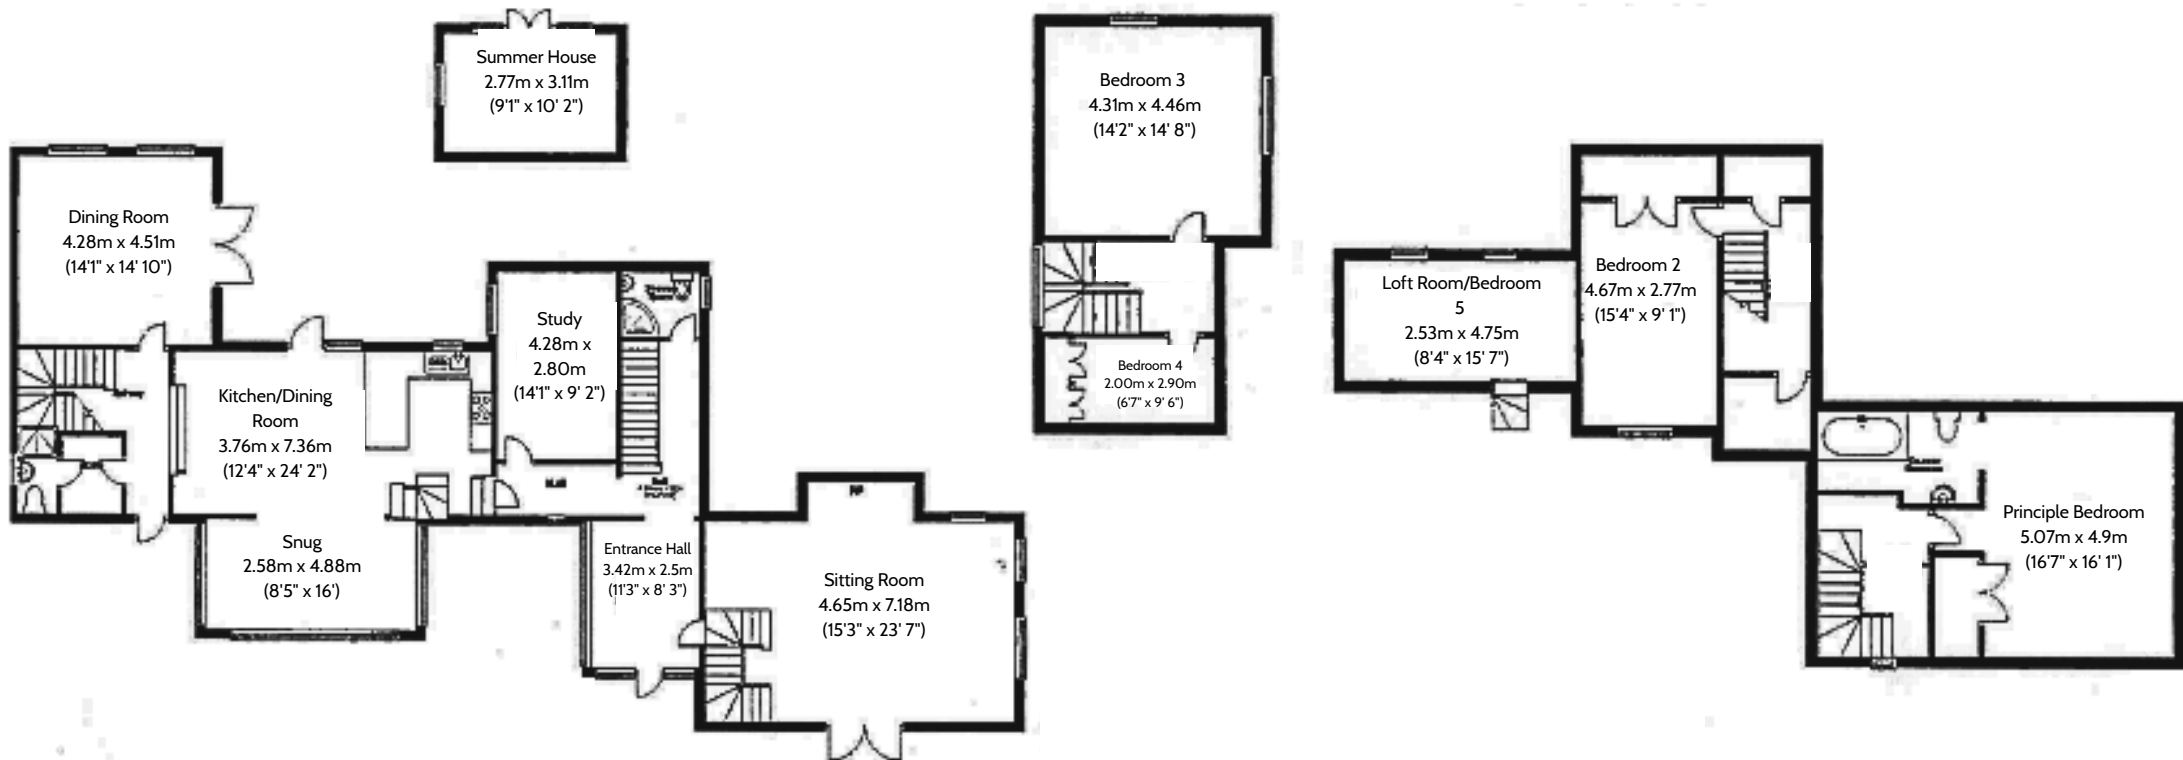 Summer House
2.77m x 3.11m
(9'1" x 10' 2")
Dining Room
4.28m x 4.51m
(14'1" x 14' 10")
Kitchen/Dining
Room
3.76m x 7.36m
(12'4" x 24' 2")
Snug
2.58m x 4.88m
(8'5" x 16')
Study
4.28m x
2.80m
(14'1" x 9' 2")
Entrance Hall
3.42m x 2.5m
(11'3" x 8' 3")
Sitting Room
4.65m x 7.18m
(15'3" x 23' 7")
Bedroom 3
4.31m x 4.46m
(14'2" x 14' 8")
Bedroom 4
2.00m x 2.90m
(6'7" x 9' 6")
Loft Room/Bedroom
5
2.53m x 4.75m
(8'4" x 15' 7")
Bedroom 2
4.67m x 2.77m
(15'4" x 9' 1")
Principle Bedroom
5.07m x 4.9m
(16'7" x 16' 1")